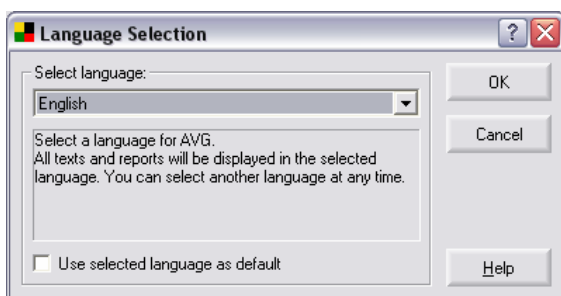 Language Selection
Select language:
OK
English
Cancel
Select a language for AVG.
All texts and reports will be displayed in the selected
language. You can select another language at any time.
Use selected language as default
Help